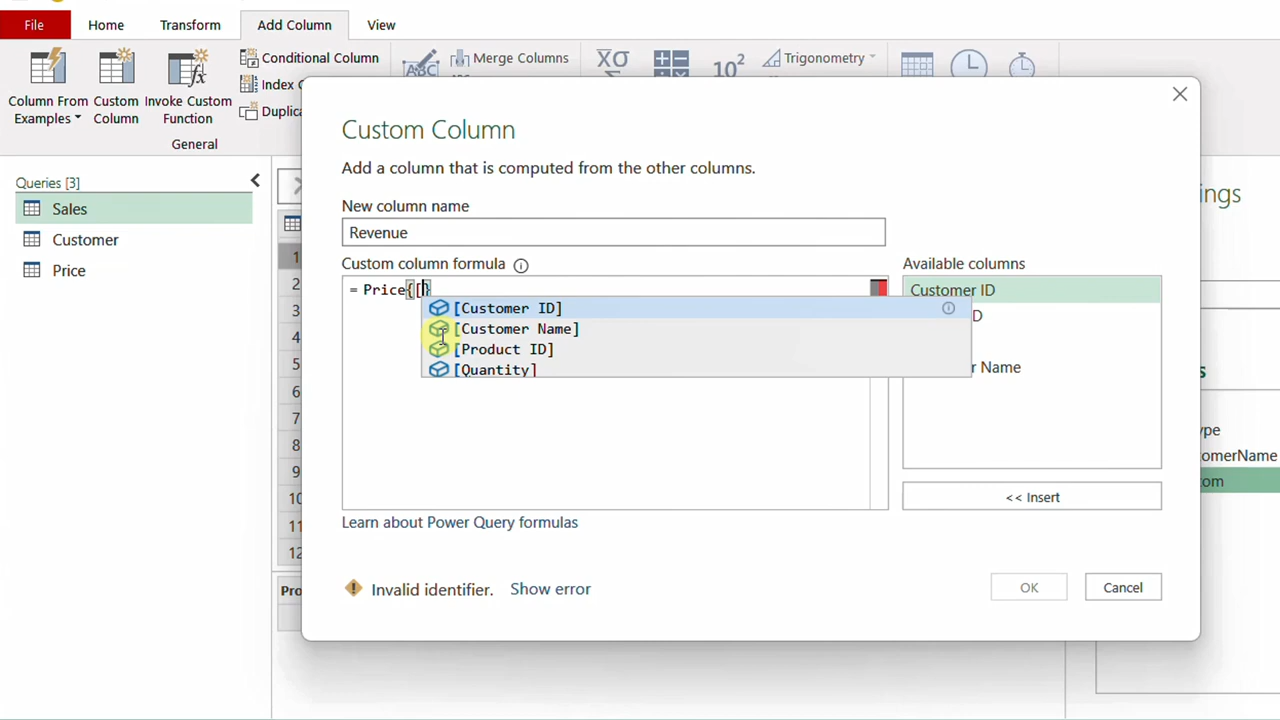 File
Home
Transform
Add Column
View
Column From
Examples
Custom
Column
Invoke Custom
Function
Conditional Column
Index
Duplica
General
Merge Columns
ABC
XσΣ
10²
Trigonometry
Queries [3]
Sales
Customer
Price
1
2
3
4
5
6
7
8
9
10
11
12
Pro
Custom Column
Add a column that is computed from the other columns.
New column name
Revenue
Custom column formula
= Price{[}
[Customer ID]
[Customer Name]
[Product ID]
[Quantity]
Available columns
Customer ID
D
r Name
<< Insert
Learn about Power Query formulas
Invalid identifier. Show error
OK
Cancel
ings
s
ype
omerName
om